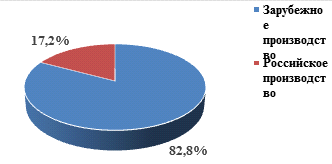 Зарубежно
е
производст
во
Российское
производст
во
17,2%
82,8%